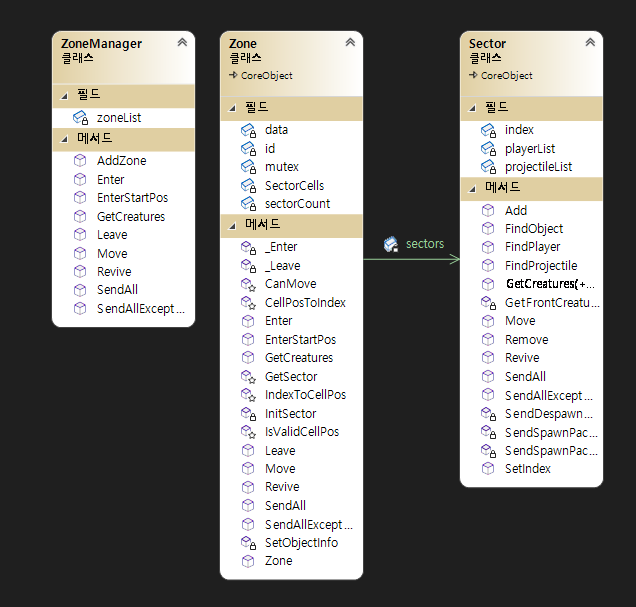 ZoneManager
클래스
필드
zoneList
메서드
AddZone
Enter
EnterStartPos
GetCreatures
Leave
Move
Revive
SendAll
SendAllExcept...
Zone
클래스
CoreObject
필드
data
id
mutex
SectorCells
sectorCount
메서드
_Enter
_Leave
CanMove
CellPosToIndex
Enter
EnterStartPos
GetCreatures
GetSector
IndexToCellPos
InitSector
IsValidCellPos
Leave
Move
Revive
SendAll
SendAllExcept...
SetObjectInfo
Zone
sectors
Sector
클래스
CoreObject
필드
index
playerList
projectileList
메서드
Add
FindObject
FindPlayer
FindProjectile
GetCreatures(+...
GetFrontCreatu...
Move
Remove
Revive
SendAll
SendAllExcept...
SendDespawn...
SendSpawnPac...
SendSpawnPac...
SetIndex